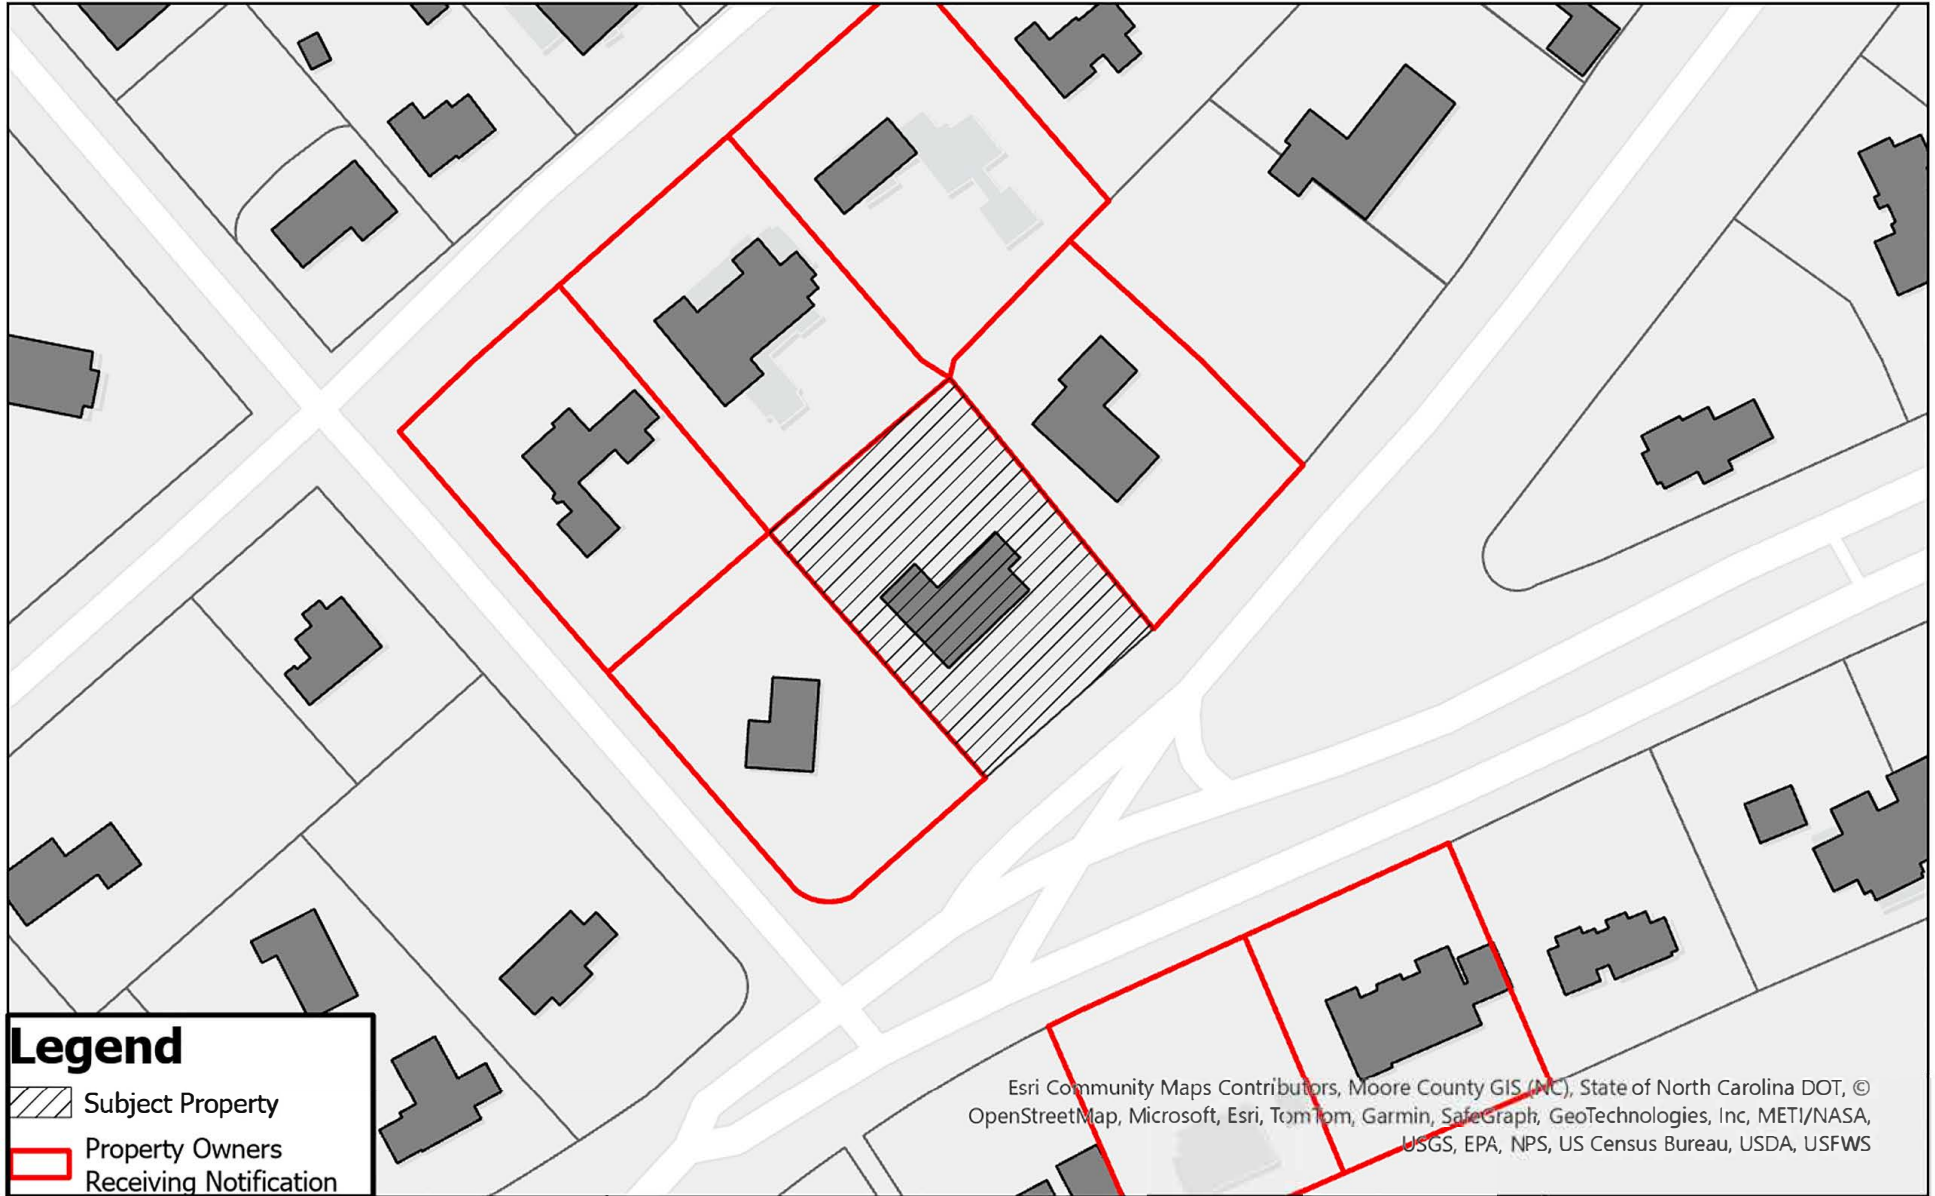 Legend
Subject Property
Property Owners
Receiving Notification
Esri Community Maps Contributors, Moore County GIS (NC), State of North Carolina DOT, ©
OpenStreetMap, Microsoft, Esri, TomTom, Garmin, SafeGraph, GeoTechnologies, Inc, METI/NASA,
USGS, EPA, NPS, US Census Bureau, USDA, USFWS